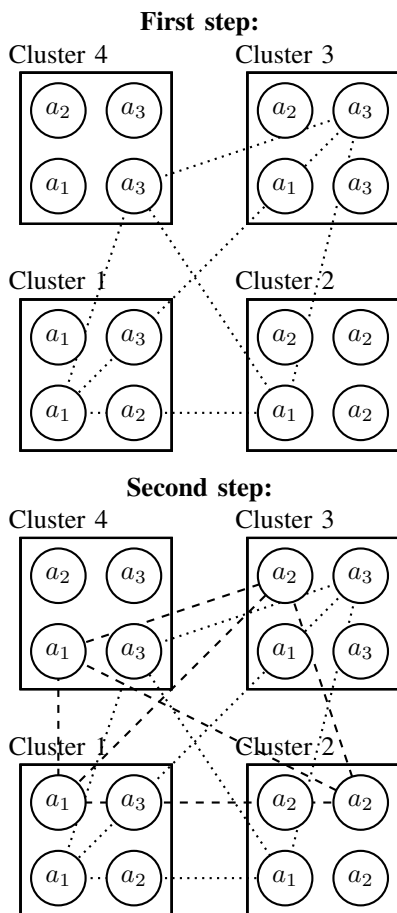 First step:
Cluster 4 Cluster 3
a₂ a₃ a₂ a₃
a₁ a₃ a₁ a₃
Cluster 1 Cluster 2
a₁ a₃ a₂ a₂
a₁ a₂ a₁ a₂
Second step:
Cluster 4 Cluster 3
a₂ a₃ a₂ a₃
a₁ a₃ a₁ a₃
Cluster 1 Cluster 2
a₁ a₃ a₂ a₂
a₁ a₂ a₁ a₂